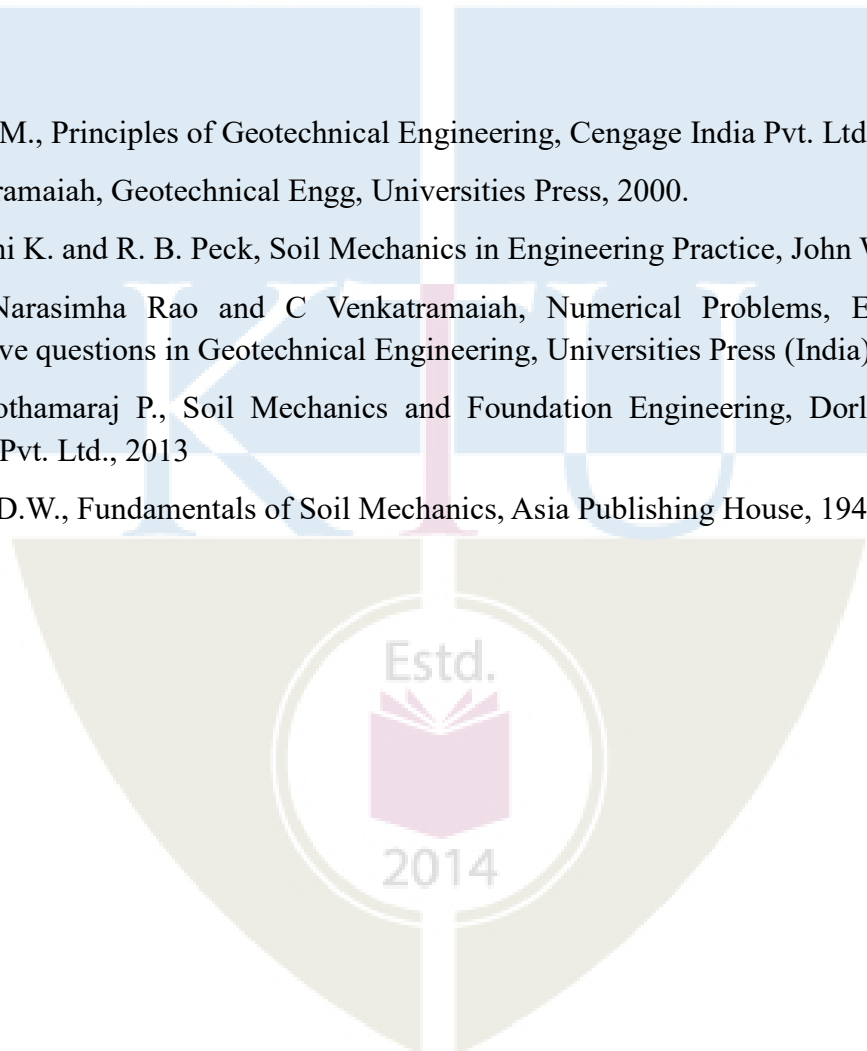 M., Principles of Geotechnical Engineering, Cengage India Pvt. Ltd
ramaiah, Geotechnical Engg, Universities Press, 2000.
ni K. and R. B. Peck, Soil Mechanics in Engineering Practice, John W
Narasimha Rao and C Venkatramaiah, Numerical Problems, E
ve questions in Geotechnical Engineering, Universities Press (India)
othamaraj P., Soil Mechanics and Foundation Engineering, Dorl
Pvt. Ltd., 2013
D.W., Fundamentals of Soil Mechanics, Asia Publishing House, 194
KTU
Estd.
2014